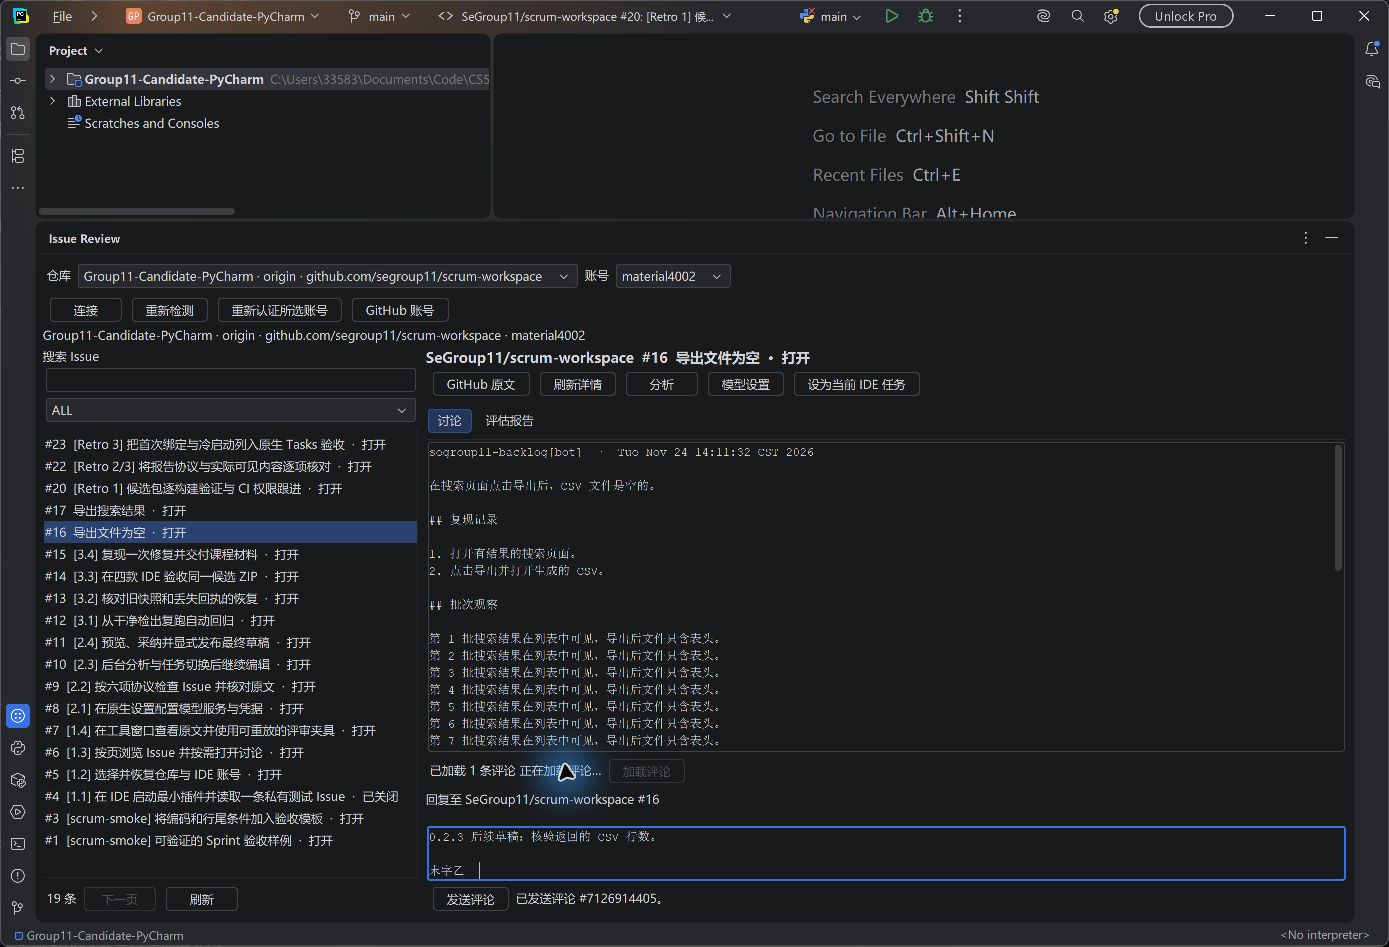 File
Group11-Candidate-PyCharm
main
SeGroup11/scrum-workspace #20: [Retro 1] 候...
main
Unlock Pro
Project
Group11-Candidate-PyCharm C:\Users\33583\Documents\Code\CS5
External Libraries
Scratches and Consoles
Search Everywhere Shift Shift
Go to File Ctrl+Shift+N
Recent Files Ctrl+E
Navigation Bar Alt+Home
Issue Review
仓库 Group11-Candidate-PyCharm · origin · github.com/segroup11/scrum-workspace 账号 material4002
连接 重新检测 重新认证所选账号 GitHub 账号
Group11-Candidate-PyCharm · origin · github.com/segroup11/scrum-workspace · material4002
搜索 Issue
ALL
#23 [Retro 3] 把首次绑定与冷启动列入原生 Tasks 验收 · 打开
#22 [Retro 2/3] 将报告协议与实际可见内容逐项核对 · 打开
#20 [Retro 1] 候选包逐构建验证与 CI 权限跟进 · 打开
#17 导出搜索结果 · 打开
#16 导出文件为空 · 打开
#15 [3.4] 复现一次修复并交付课程材料 · 打开
#14 [3.3] 在四款 IDE 验收同一候选 ZIP · 打开
#13 [3.2] 核对旧快照和丢失回执的恢复 · 打开
#12 [3.1] 从干净检出复跑自动回归 · 打开
#11 [2.4] 预览、采纳并显式发布最终草稿 · 打开
#10 [2.3] 后台分析与任务切换后继续编辑 · 打开
#9 [2.2] 按六项协议检查 Issue 并核对原文 · 打开
#8 [2.1] 在原生设置配置模型服务与凭据 · 打开
#7 [1.4] 在工具窗口查看原文并使用可重放的评审夹具 · 打开
#6 [1.3] 按页浏览 Issue 并按需打开讨论 · 打开
#5 [1.2] 选择并恢复仓库与 IDE 账号 · 打开
#4 [1.1] 在 IDE 启动最小插件并读取一条私有测试 Issue · 已关闭
#3 [scrum-smoke] 将编码和行尾条件加入验收模板 · 打开
#1 [scrum-smoke] 可验证的 Sprint 验收样例 · 打开
19 条 下一页 刷新
SeGroup11/scrum-workspace #16 导出文件为空 · 打开
GitHub 原文 刷新详情 分析 模型设置 设为当前 IDE 任务
讨论 评估报告
segroup11-backlog[bot] · Tue Nov 24 14:11:32 CST 2026
在搜索页面点击导出后，CSV 文件是空的。
## 复现记录
1. 打开有结果的搜索页面。
2. 点击导出并打开生成的 CSV。
## 批次观察
第 1 批搜索结果在列表中可见，导出后文件只含表头。
第 2 批搜索结果在列表中可见，导出后文件只含表头。
第 3 批搜索结果在列表中可见，导出后文件只含表头。
第 4 批搜索结果在列表中可见，导出后文件只含表头。
第 5 批搜索结果在列表中可见，导出后文件只含表头。
第 6 批搜索结果在列表中可见，导出后文件只含表头。
第 7 批搜索结果在列表中可见，导出后文件只含表头。
已加载 1 条评论 正在加载评论... 加载评论
回复至 SeGroup11/scrum-workspace #16
0.2.3 后续草稿：核验返回的 CSV 行数。
末字乙
发送评论 已发送评论 #7126914405。
Group11-Candidate-PyCharm
<No interpreter>